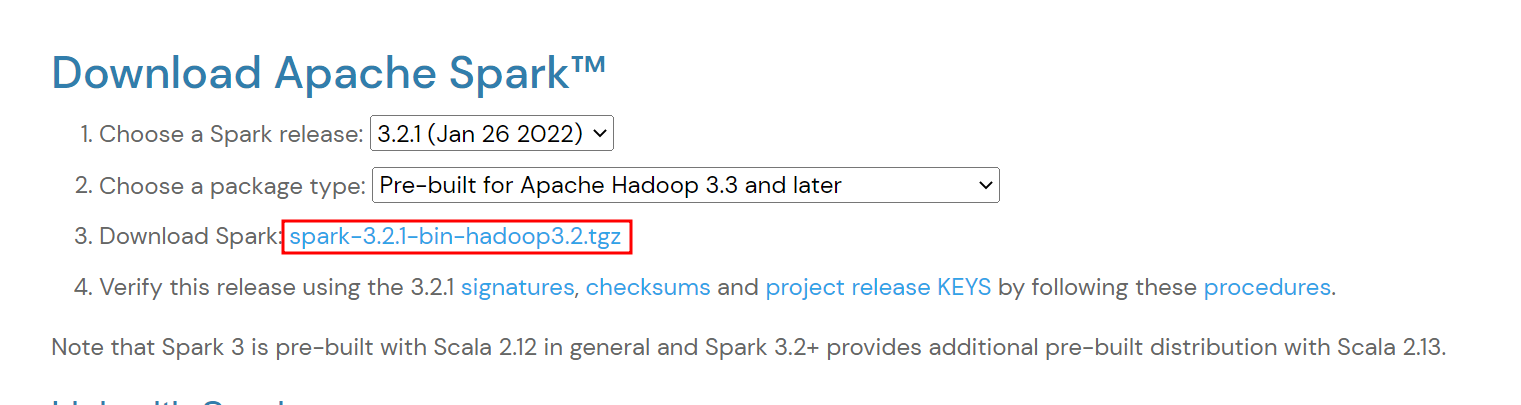 Download Apache Spark™
1. Choose a Spark release: 3.2.1 (Jan 26 2022)
2. Choose a package type: Pre-built for Apache Hadoop 3.3 and later
3. Download Spark: spark-3.2.1-bin-hadoop3.2.tgz
4. Verify this release using the 3.2.1 signatures, checksums and project release KEYS by following these procedures.
Note that Spark 3 is pre-built with Scala 2.12 in general and Spark 3.2+ provides additional pre-built distribution with Scala 2.13.